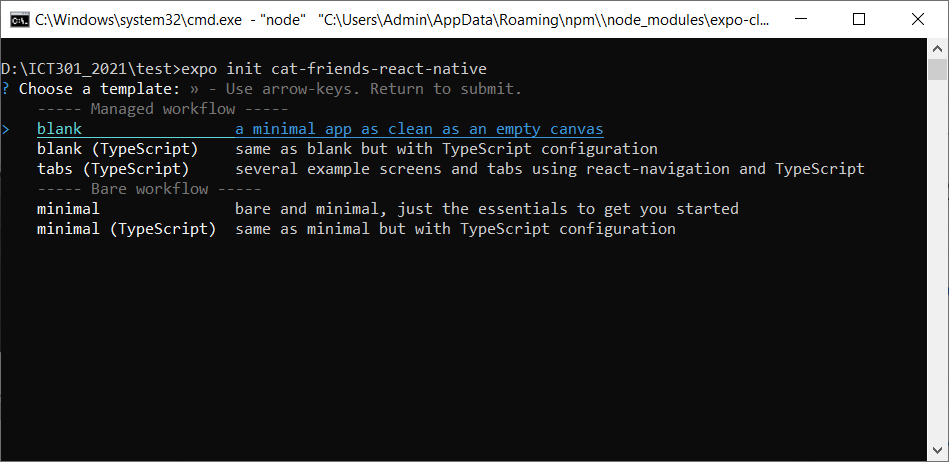 C:\Windows\system32\cmd.exe - "node" "C:\Users\Admin\AppData\Roaming\npm\\node_modules\expo-cl...
D:\ICT301_2021\test>expo init cat-friends-react-native
? Choose a template: » - Use arrow-keys. Return to submit.
----- Managed workflow -----
> blank a minimal app as clean as an empty canvas
blank (TypeScript) same as blank but with TypeScript configuration
tabs (TypeScript) several example screens and tabs using react-navigation and TypeScript
----- Bare workflow -----
minimal bare and minimal, just the essentials to get you started
minimal (TypeScript) same as minimal but with TypeScript configuration